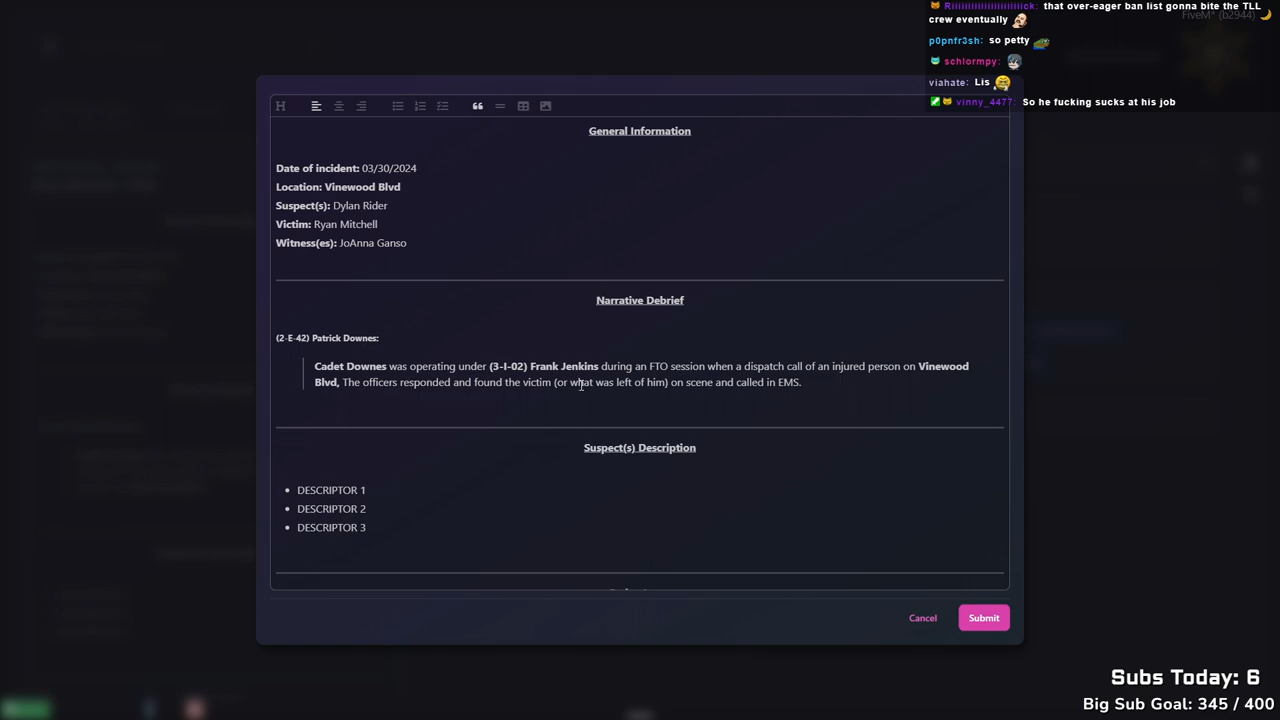 Riiiiiiiiiiiiiiiiiiiiick: that over-eager ban list gonna bite the TLL
crew eventually
FiveM® (b2944)
p0pnfr3sh: so petty
schlormpy:
viahate: Lis
vinny_4477: So he fucking sucks at his job
H
General Information
Date of incident: 03/30/2024
Location: Vinewood Blvd
Suspect(s): Dylan Rider
Victim: Ryan Mitchell
Witness(es): JoAnna Ganso
Narrative Debrief
(2-E-42) Patrick Downes:
Cadet Downes was operating under (3-I-02) Frank Jenkins during an FTO session when a dispatch call of an injured person on Vinewood
Blvd, The officers responded and found the victim (or what was left of him) on scene and called in EMS.
Suspect(s) Description
• DESCRIPTOR 1
• DESCRIPTOR 2
• DESCRIPTOR 3
Cancel
Submit
Subs Today: 6
Big Sub Goal: 345 / 400